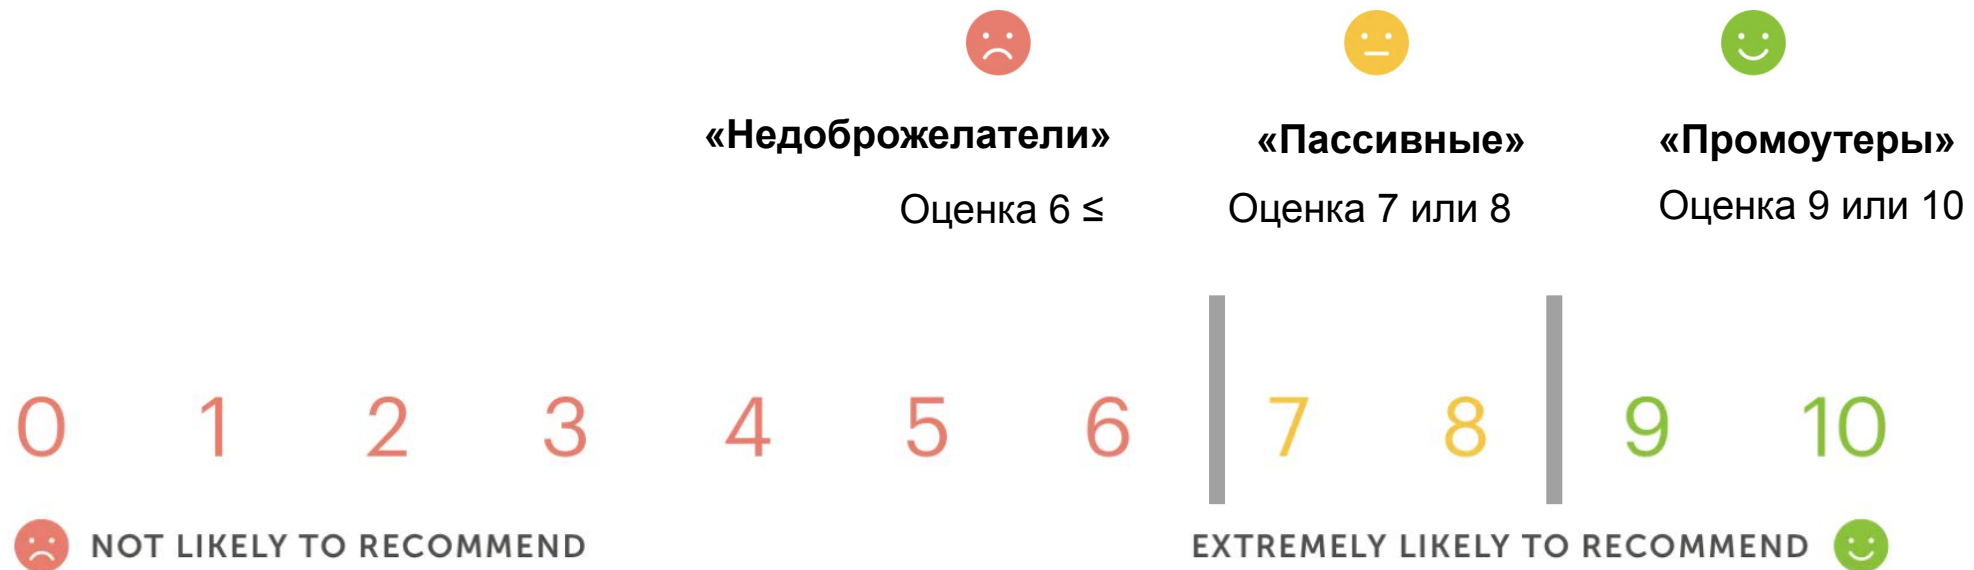 «Недоброжелатели» «Пассивные» «Промоутеры»
Оценка 6 ≤ Оценка 7 или 8 Оценка 9 или 10
0 1 2 3 4 5 6 7 8 9 10
NOT LIKELY TO RECOMMEND EXTREMELY LIKELY TO RECOMMEND